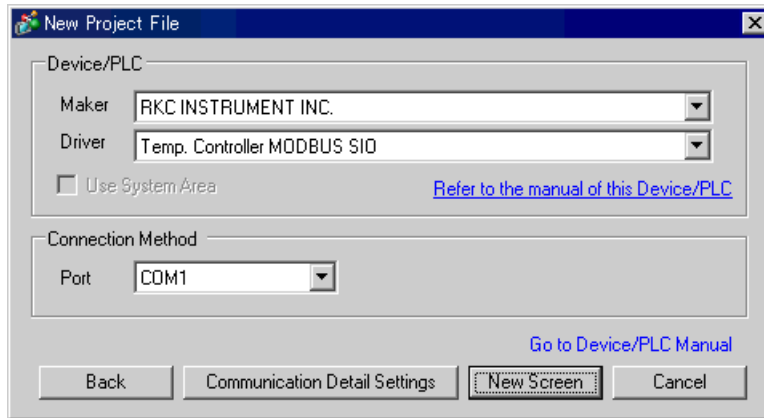 New Project File
Device/PLC
Maker RKC INSTRUMENT INC.
Driver Temp. Controller MODBUS SIO
Use System Area Refer to the manual of this Device/PLC
Connection Method
Port COM1
Go to Device/PLC Manual
Back Communication Detail Settings New Screen Cancel